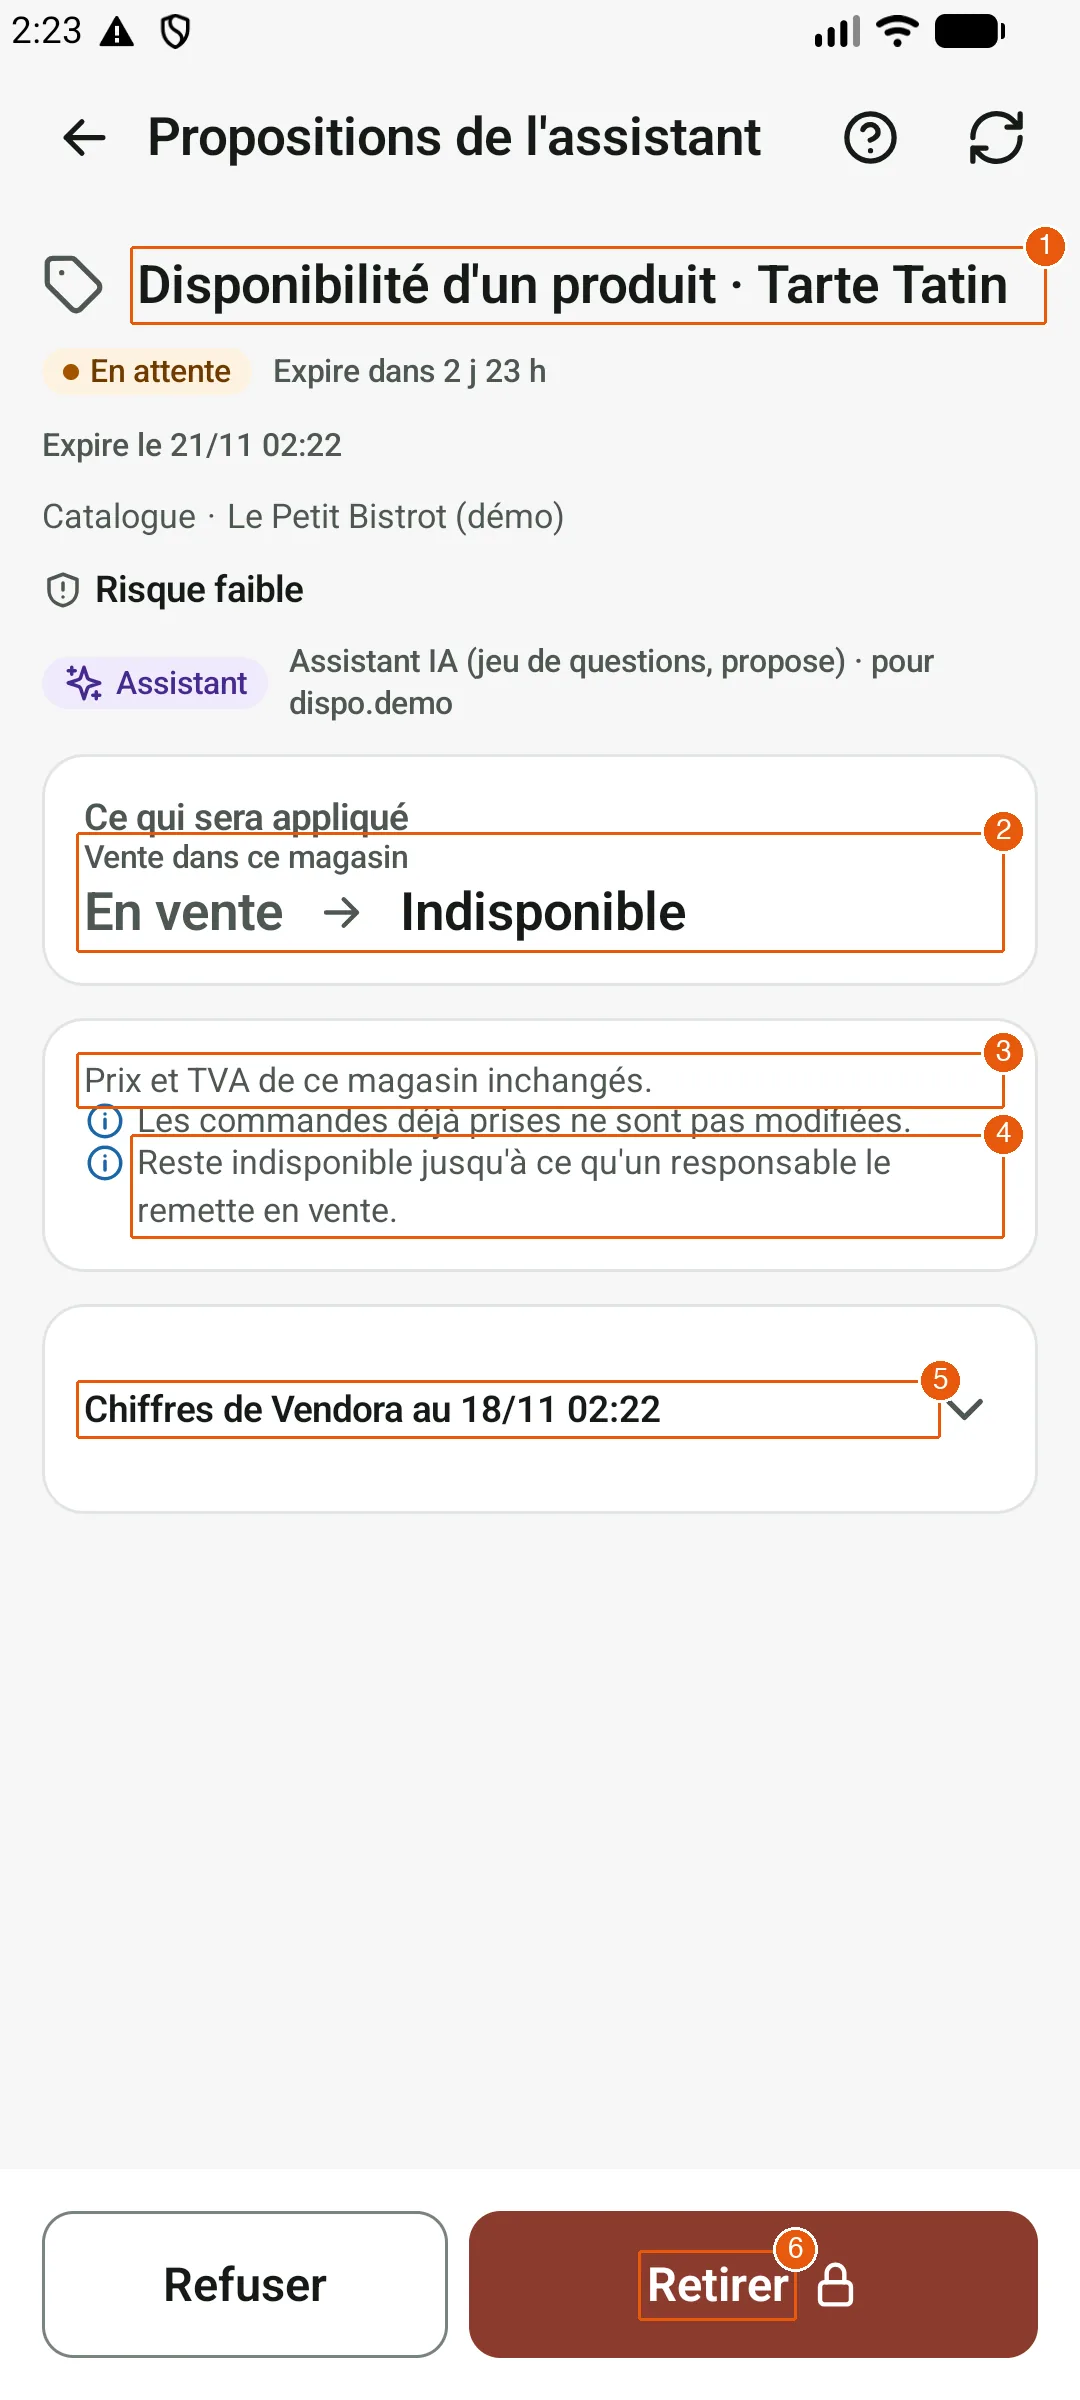 2:23
Propositions de l'assistant
1
Disponibilité d'un produit · Tarte Tatin
En attente
Expire dans 2 j 23 h
Expire le 21/11 02:22
Catalogue · Le Petit Bistrot (démo)
Risque faible
Assistant
Assistant IA (jeu de questions, propose) · pour
dispo.demo
Ce qui sera appliqué
2
Vente dans ce magasin
En vente → Indisponible
3
Prix et TVA de ce magasin inchangés.
Les commandes déjà prises ne sont pas modifiées.
4
Reste indisponible jusqu'à ce qu'un responsable le
remette en vente.
5
Chiffres de Vendora au 18/11 02:22
Refuser
6
Retirer